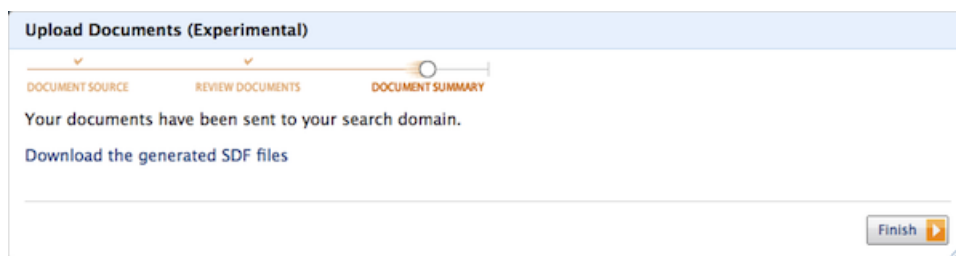 Upload Documents (Experimental)
DOCUMENT SOURCE REVIEW DOCUMENTS DOCUMENT SUMMARY
Your documents have been sent to your search domain.
Download the generated SDF files
Finish